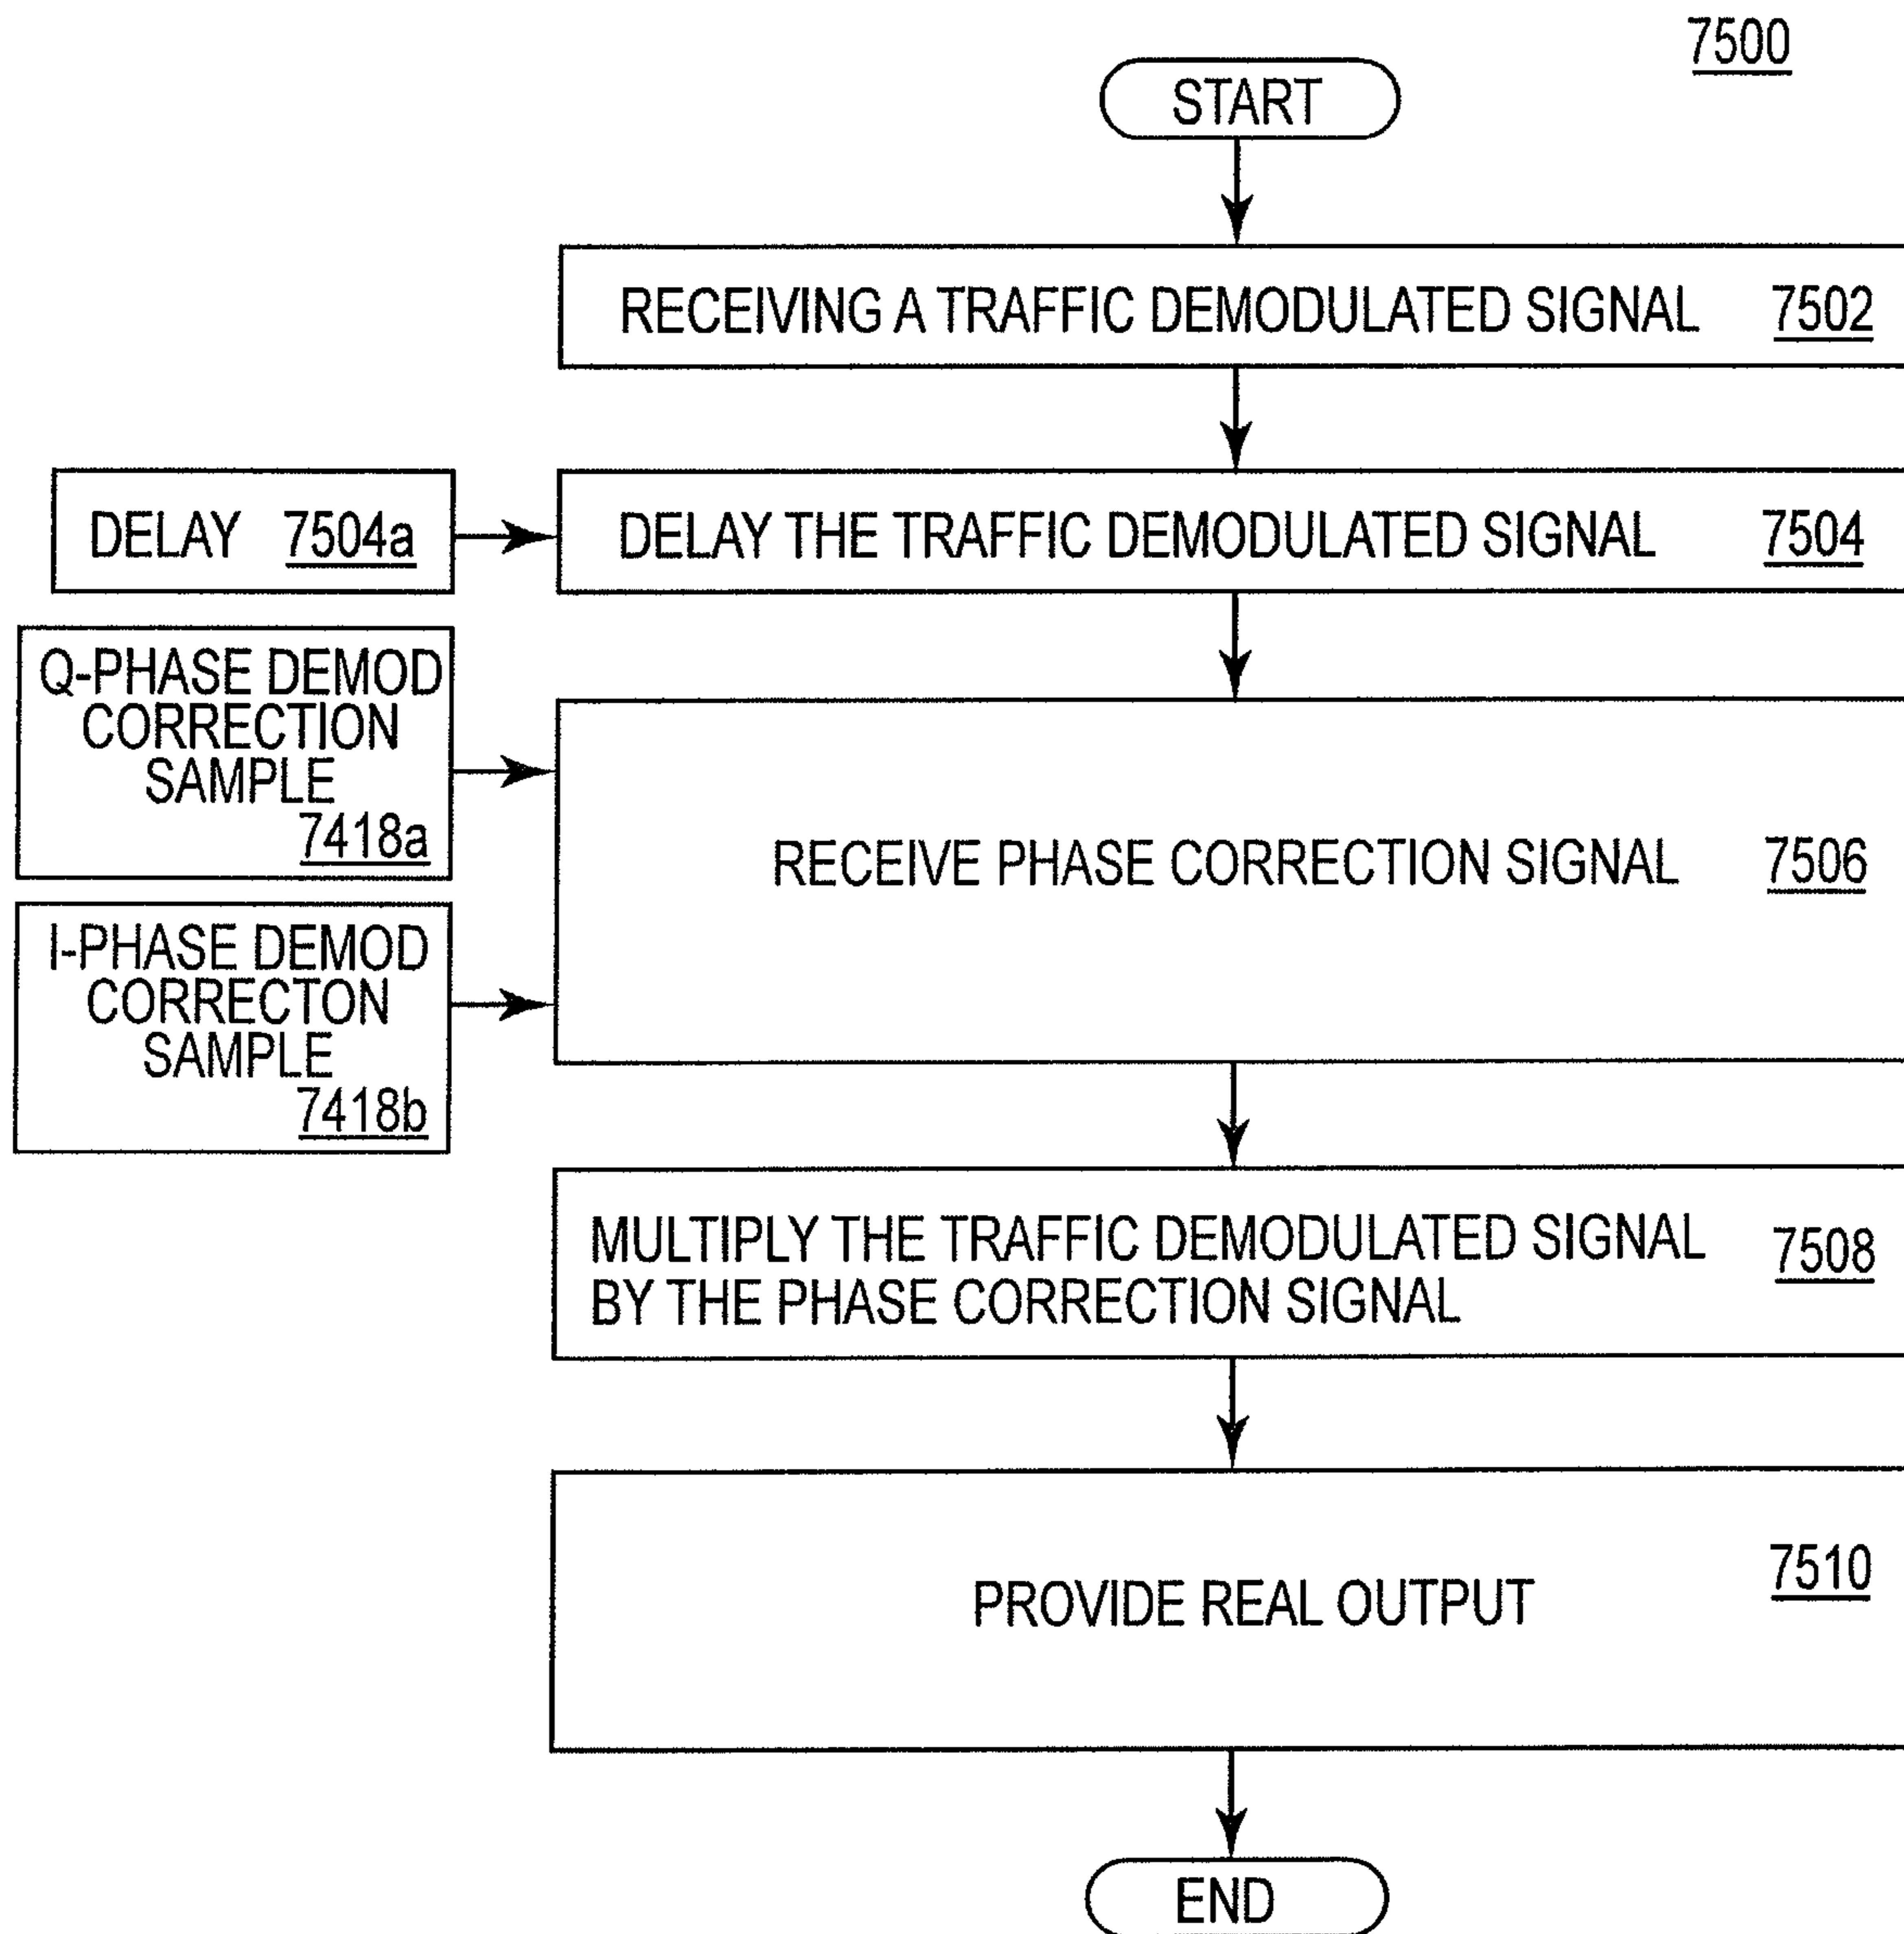 7500
START
RECEIVING A TRAFFIC DEMODULATED SIGNAL 7502
DELAY 7504a
DELAY THE TRAFFIC DEMODULATED SIGNAL 7504
Q-PHASE DEMOD
CORRECTION
SAMPLE
7418a
RECEIVE PHASE CORRECTION SIGNAL 7506
I-PHASE DEMOD
CORRECTON
SAMPLE
7418b
MULTIPLY THE TRAFFIC DEMODULATED SIGNAL
BY THE PHASE CORRECTION SIGNAL
7508
PROVIDE REAL OUTPUT
7510
END